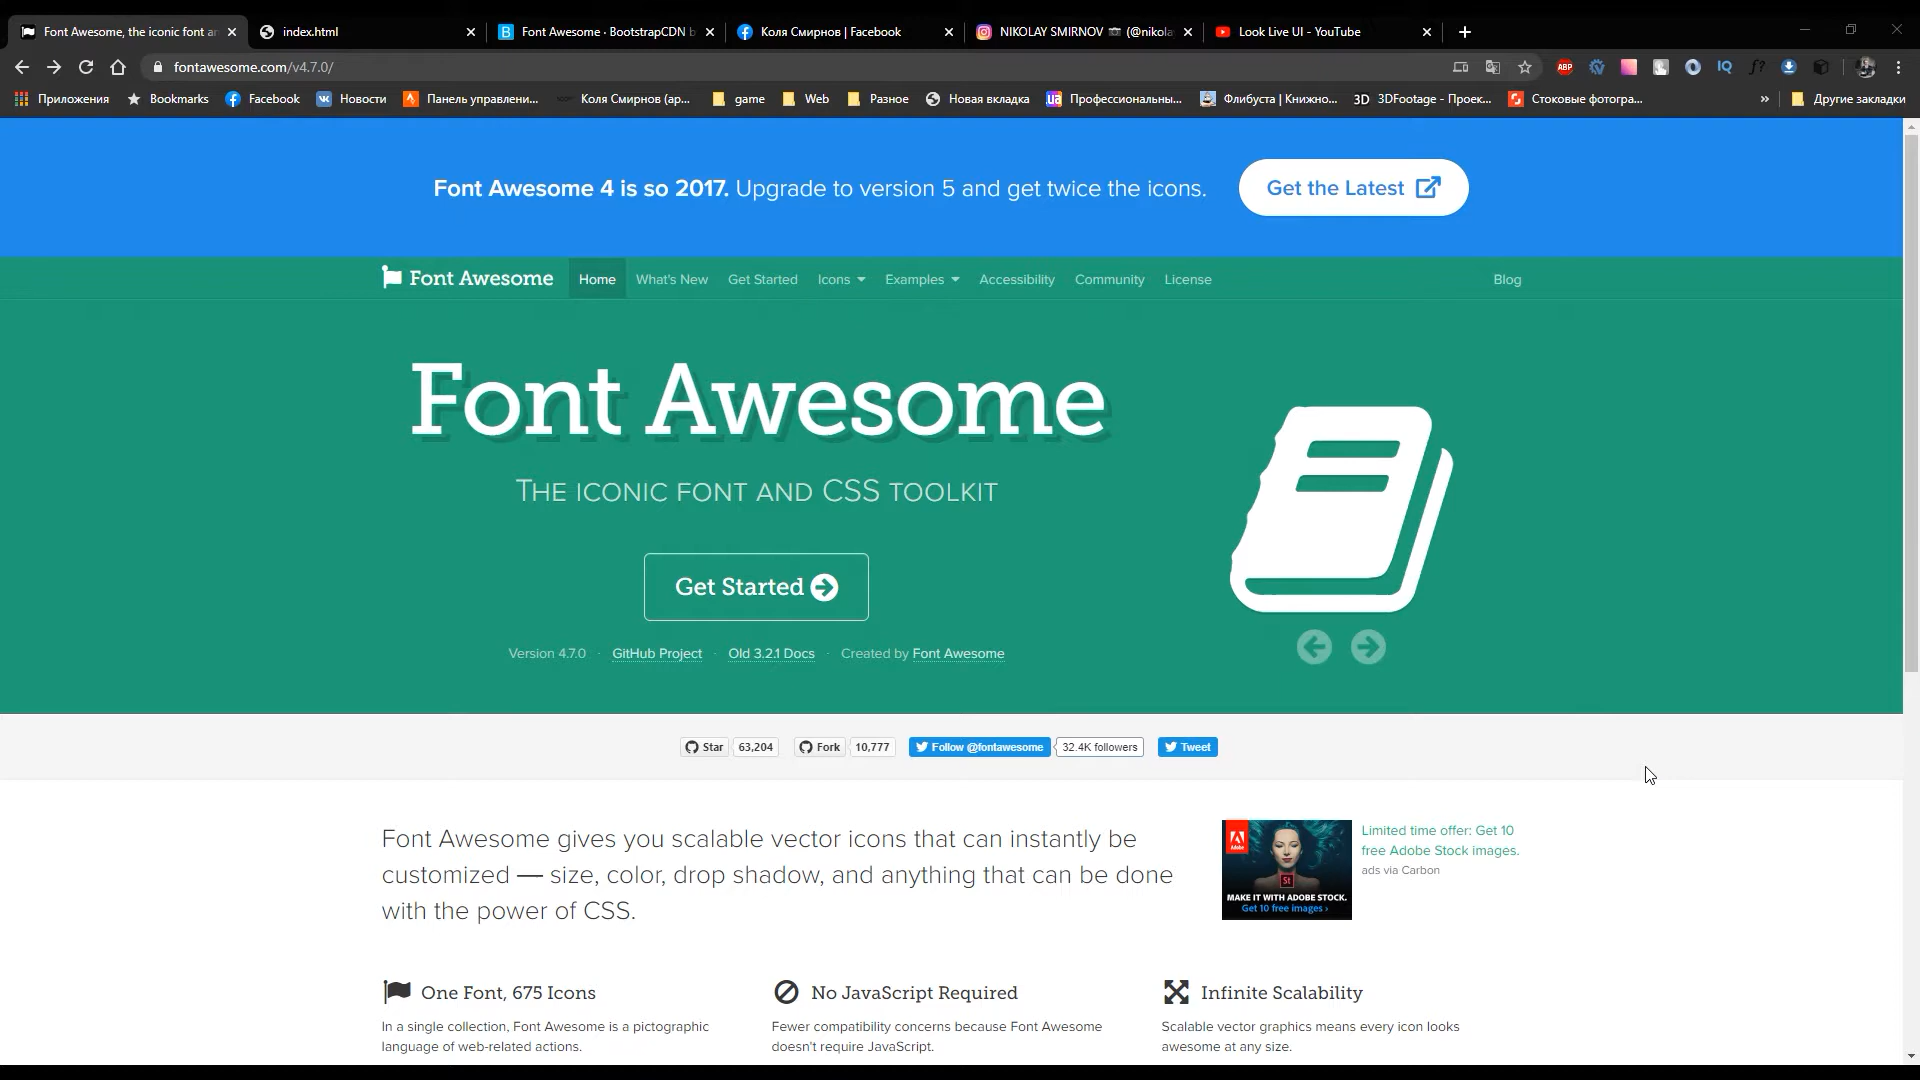 Font Awesome, the iconic font an
index.html
Font Awesome · BootstrapCDN b
Коля Смирнов | Facebook
NIKOLAY SMIRNOV 📷 (@nikola
Look Live UI - YouTube
fontawesome.com/v4.7.0/
ABP
IQ
f?
Приложения
Bookmarks
Facebook
Новости
Панель управлени...
Коля Смирнов (ар...
game
Web
Разное
Новая вкладка
Профессиональны...
Флибуста | Книжно...
3D 3DFootage - Проек...
Стоковые фотогра...
»
Другие закладки
Font Awesome 4 is so 2017. Upgrade to version 5 and get twice the icons.
Get the Latest
Font Awesome
Home
What's New
Get Started
Icons
Examples
Accessibility
Community
License
Blog
Font Awesome
The iconic font and CSS toolkit
Get Started
Version 4.7.0 · GitHub Project · Old 3.2.1 Docs · Created by Font Awesome
Star 63,204
Fork 10,777
Follow @fontawesome 32.4K followers
Tweet
Font Awesome gives you scalable vector icons that can instantly be
customized — size, color, drop shadow, and anything that can be done
with the power of CSS.
Adobe
St
MAKE IT WITH ADOBE STOCK.
Get 10 free images ›
Limited time offer: Get 10
free Adobe Stock images.
ads via Carbon
One Font, 675 Icons
In a single collection, Font Awesome is a pictographic
language of web-related actions.
No JavaScript Required
Fewer compatibility concerns because Font Awesome
doesn't require JavaScript.
Infinite Scalability
Scalable vector graphics means every icon looks
awesome at any size.